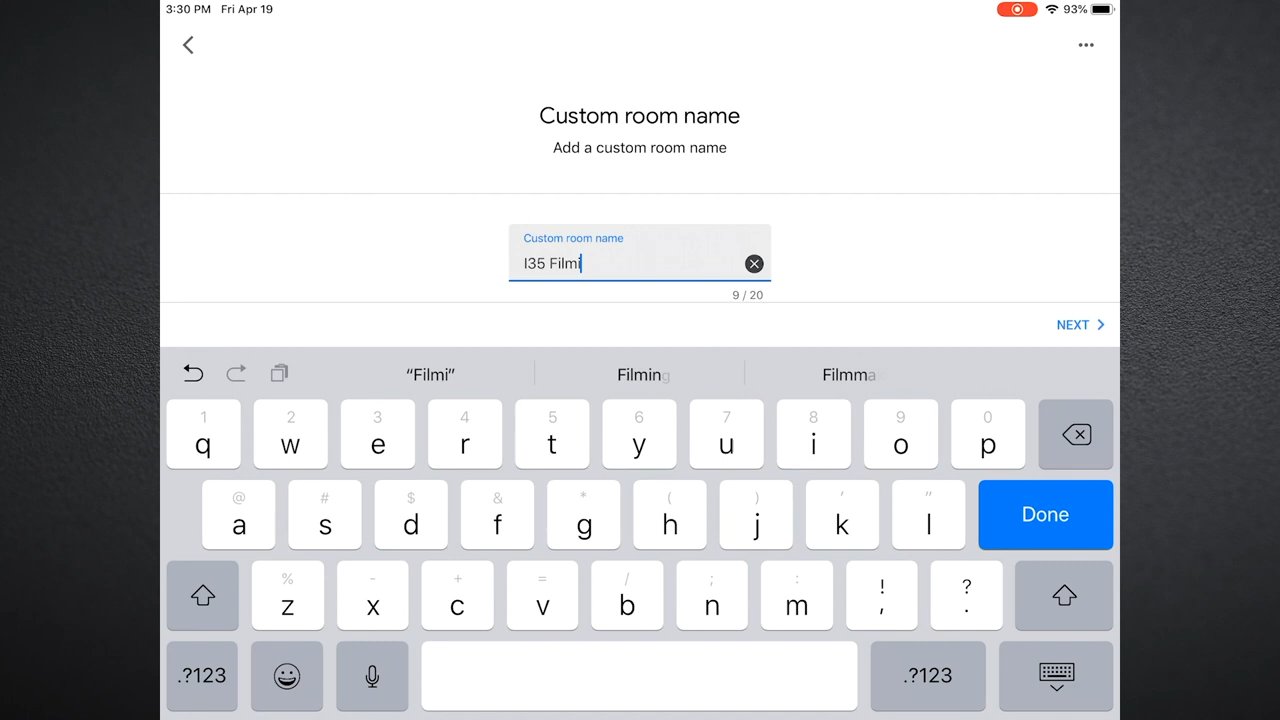 3:30 PM Fri Apr 19
93%
Custom room name
Add a custom room name
Custom room name
I35 Filmi
9 / 20
NEXT
“Filmi” Filming Filmma
1 2 3 4 5 6 7 8 9 0
q w e r t y u i o p
@ # $ & * ( ) ' "
a s d f g h j k l Done
% - + = / ; : ! ?
z x c v b n m , .
.?123 .?123